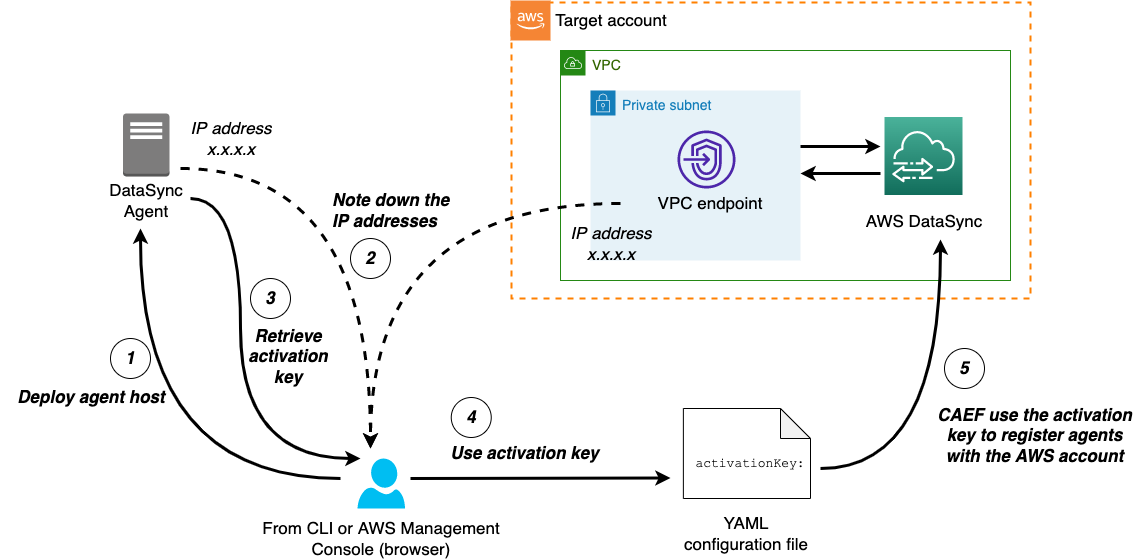 aws
Target account
VPC
Private subnet
VPC endpoint
IP address
x.x.x.x
AWS DataSync
IP address
x.x.x.x
DataSync
Agent
Note down the
IP addresses
2
3
Retrieve
activation
key
1
Deploy agent host
4
Use activation key
5
CAEF use the activation
key to register agents
with the AWS account
activationKey:
From CLI or AWS Management
Console (browser)
YAML
configuration file